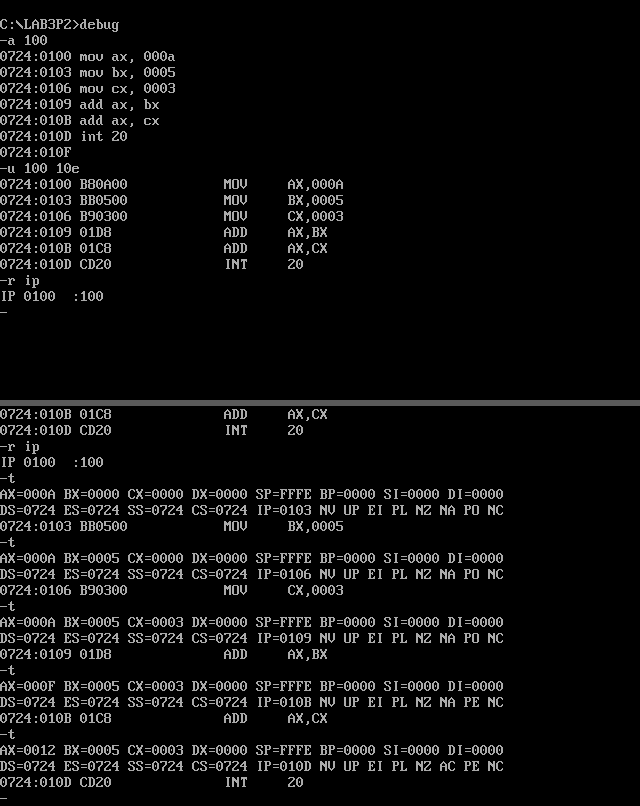 C:\LAB3P2>debug
-a 100
0724:0100 mov ax, 000a
0724:0103 mov bx, 0005
0724:0106 mov cx, 0003
0724:0109 add ax, bx
0724:010B add ax, cx
0724:010D int 20
0724:010F
-u 100 10e
0724:0100 B80A00 MOV AX,000A
0724:0103 BB0500 MOV BX,0005
0724:0106 B90300 MOV CX,0003
0724:0109 01D8 ADD AX,BX
0724:010B 01C8 ADD AX,CX
0724:010D CD20 INT 20
-r ip
IP 0100 :100
-
0724:010B 01C8 ADD AX,CX
0724:010D CD20 INT 20
-r ip
IP 0100 :100
-t
AX=000A BX=0000 CX=0000 DX=0000 SP=FFFE BP=0000 SI=0000 DI=0000
DS=0724 ES=0724 SS=0724 CS=0724 IP=0103 NV UP EI PL NZ NA PO NC
0724:0103 BB0500 MOV BX,0005
-t
AX=000A BX=0005 CX=0000 DX=0000 SP=FFFE BP=0000 SI=0000 DI=0000
DS=0724 ES=0724 SS=0724 CS=0724 IP=0106 NV UP EI PL NZ NA PO NC
0724:0106 B90300 MOV CX,0003
-t
AX=000A BX=0005 CX=0003 DX=0000 SP=FFFE BP=0000 SI=0000 DI=0000
DS=0724 ES=0724 SS=0724 CS=0724 IP=0109 NV UP EI PL NZ NA PO NC
0724:0109 01D8 ADD AX,BX
-t
AX=000F BX=0005 CX=0003 DX=0000 SP=FFFE BP=0000 SI=0000 DI=0000
DS=0724 ES=0724 SS=0724 CS=0724 IP=010B NV UP EI PL NZ NA PE NC
0724:010B 01C8 ADD AX,CX
-t
AX=0012 BX=0005 CX=0003 DX=0000 SP=FFFE BP=0000 SI=0000 DI=0000
DS=0724 ES=0724 SS=0724 CS=0724 IP=010D NV UP EI PL NZ AC PE NC
0724:010D CD20 INT 20
-